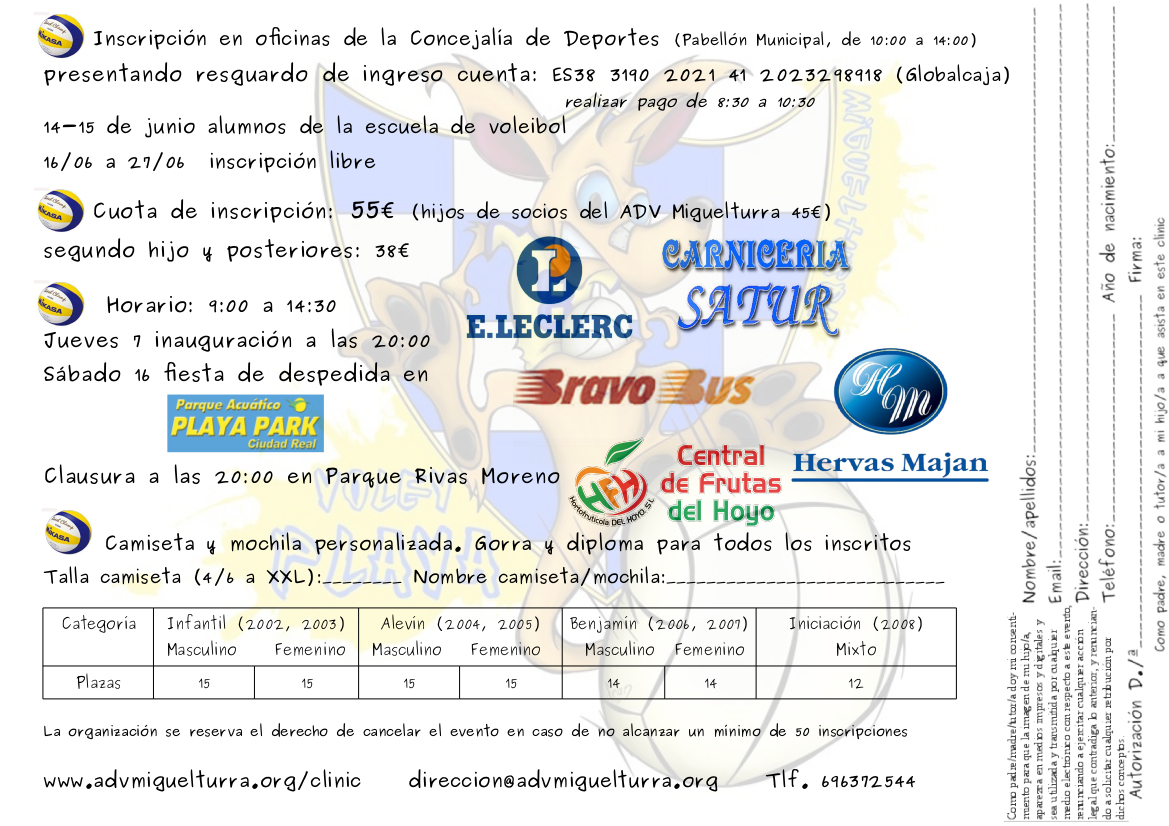 Inscripción en oficinas de la Concejalía de Deportes (Pabellón Municipal, de 10:00 a 14:00)
presentando resguardo de ingreso cuenta: ES38 3190 2021 41 2023298918 (Globalcaja)
realizar pago de 8:30 a 10:30
14-15 de junio alumnos de la escuela de voleibol
16/06 a 27/06 inscripción libre
Cuota de inscripción: 55€ (hijos de socios del ADV Miguelturra 45€)
segundo hijo y posteriores: 38€
Horario: 9:00 a 14:30
Jueves 7 inauguración a las 20:00
Sábado 16 fiesta de despedida en
Parque Acuático
PLAYA PARK
Ciudad Real
Clausura a las 20:00 en Parque Rivas Moreno
E.LECLERC
CARNICERIA
SATUR
Bravo Bus
HM
Hervas Majan
HFH
Hortofrutícola DEL HOYO, S.L
Central
de Frutas
del Hoyo
VOLEY
PLAYA
MIKASA
Camiseta y mochila personalizada. Gorra y diploma para todos los inscritos
Talla camiseta (4/6 a XXL):________ Nombre camiseta/mochila:____________________________
Categoría Infantil (2002, 2003) Alevín (2004, 2005) Benjamín (2006, 2007) Iniciación (2008)
Masculino Femenino Masculino Femenino Masculino Femenino Mixto
Plazas 15 15 15 15 14 14 12
La organización se reserva el derecho de cancelar el evento en caso de no alcanzar un mínimo de 50 inscripciones
www.advmiguelturra.org/clinic direccion@advmiguelturra.org Tlf. 696372544
Nombre/apellidos:
Email:
Dirección:
Teléfono: Año de nacimiento:
Autorización D./ª Firma:
Como padre, madre o tutor/a a mi hijo/a a que asista en este clinic
Como padre/madre/tutor/a doy mi consenti-
miento para que la imagen de mi hijo/a,
aparezca en medios impresos y digitales y
sea utilizada y transmitida por cualquier
medio electrónico con respecto a este evento,
renunciando a ejercitar cualquier acción
legal que contradiga lo anterior, y renuncian-
do a solicitar cualquier retribución por
dichos conceptos.